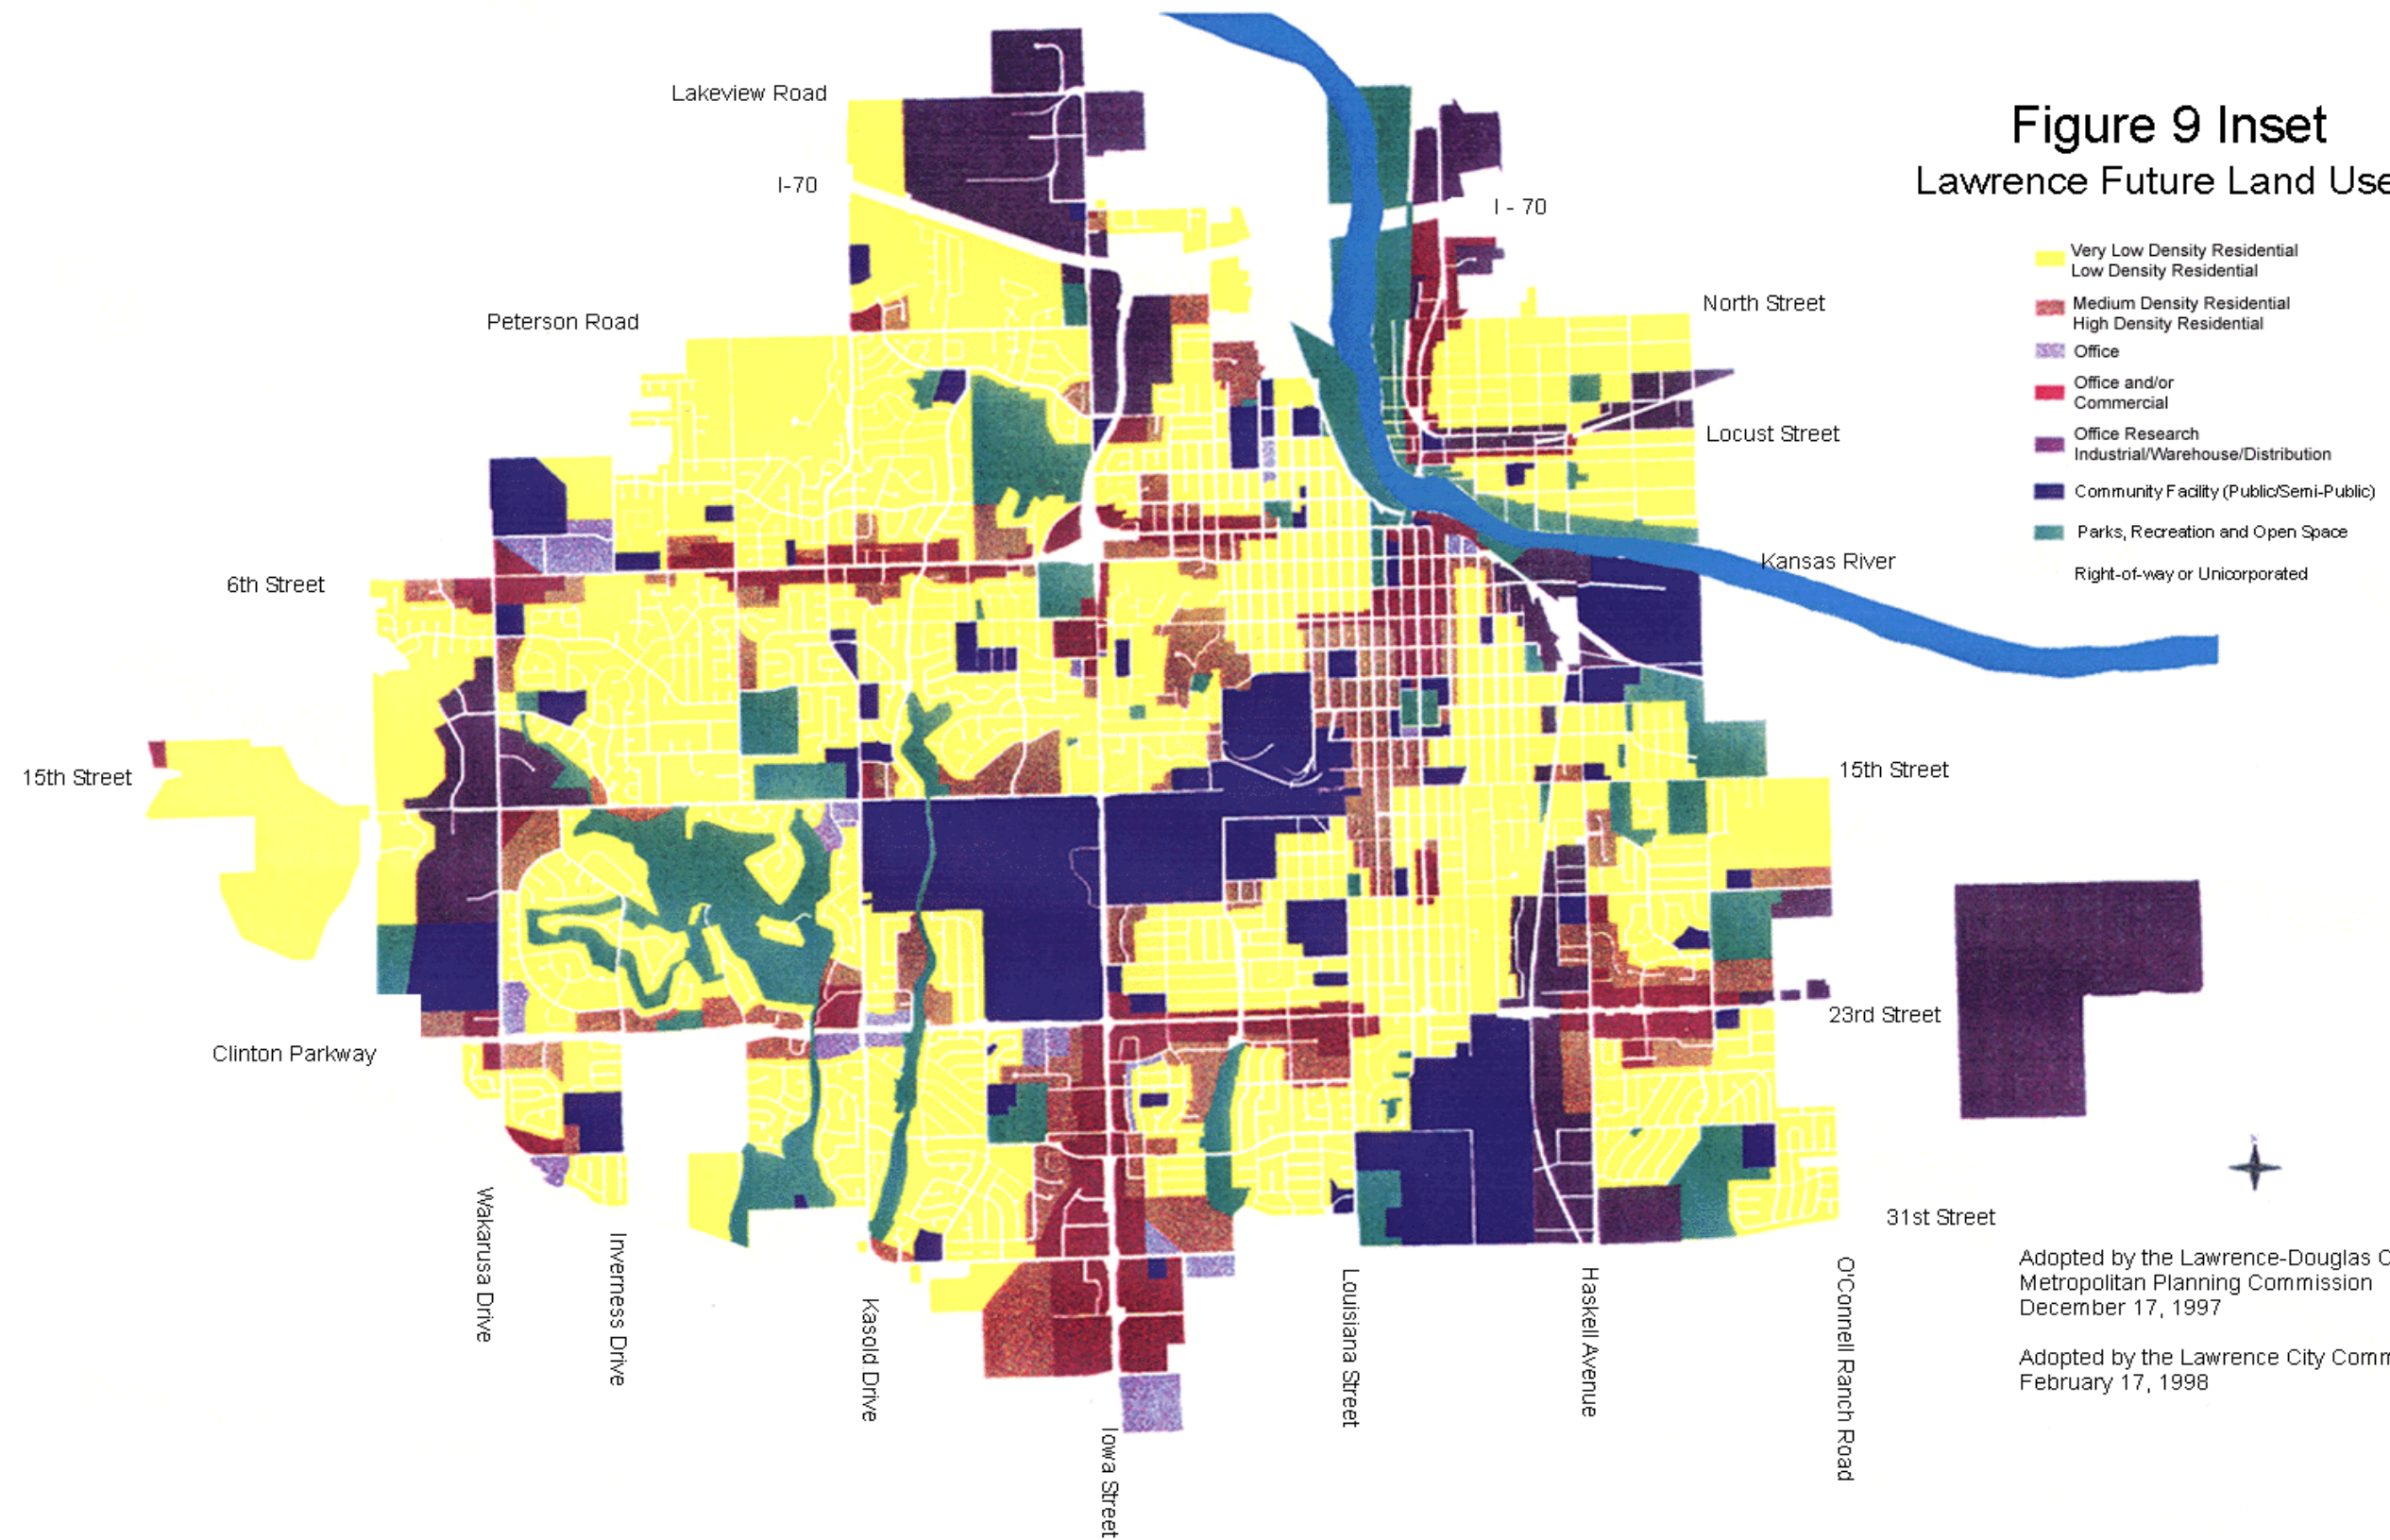 Figure 9 Inset
Lawrence Future Land Use
Lakeview Road
I-70
I - 70
Peterson Road
North Street
Locust Street
Kansas River
6th Street
15th Street
15th Street
23rd Street
Clinton Parkway
31st Street
Very Low Density Residential
Low Density Residential
Medium Density Residential
High Density Residential
Office
Office and/or
Commercial
Office Research
Industrial/Warehouse/Distribution
Community Facility (Public/Semi-Public)
Parks, Recreation and Open Space
Right-of-way or Unicorporated
Wakarusa Drive
Inverness Drive
Kasold Drive
Iowa Street
Louisiana Street
Haskell Avenue
O'Connell Ranch Road
Adopted by the Lawrence-Douglas C
Metropolitan Planning Commission
December 17, 1997
Adopted by the Lawrence City Comm
February 17, 1998